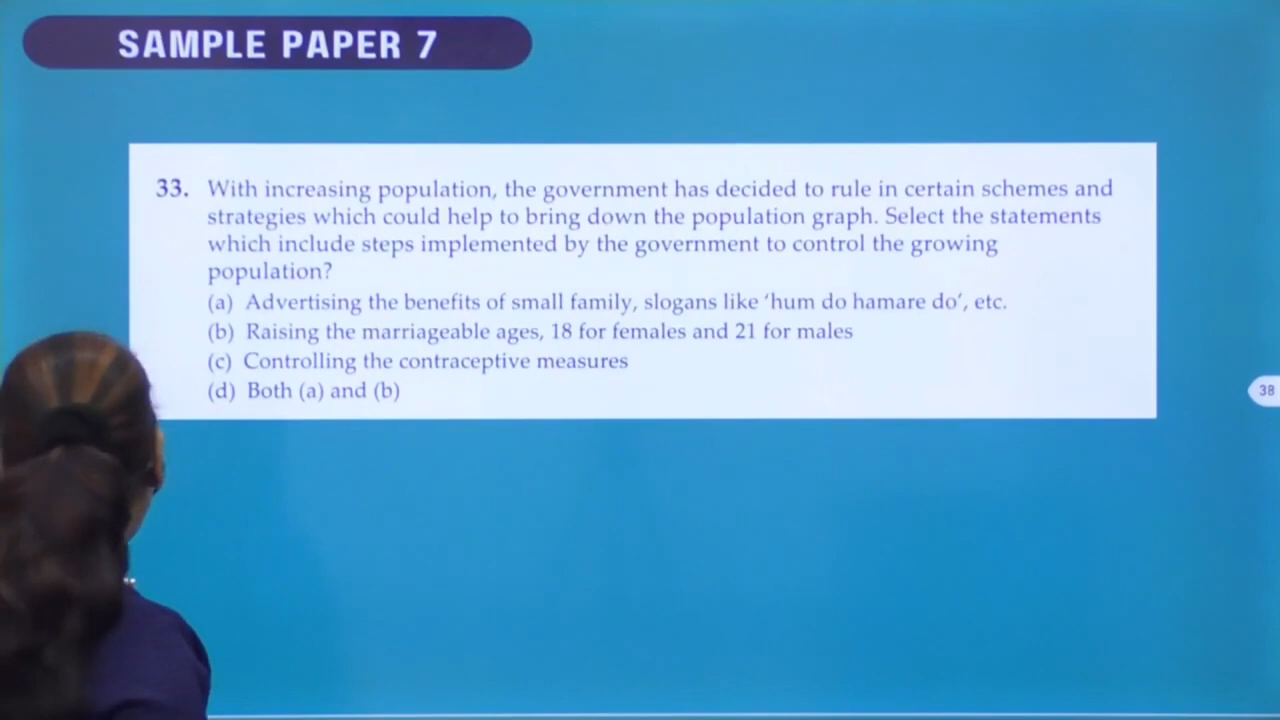 SAMPLE PAPER 7
33. With increasing population, the government has decided to rule in certain schemes and
strategies which could help to bring down the population graph. Select the statements
which include steps implemented by the government to control the growing
population?
(a) Advertising the benefits of small family, slogans like ‘hum do hamare do’, etc.
(b) Raising the marriageable ages, 18 for females and 21 for males
(c) Controlling the contraceptive measures
(d) Both (a) and (b)
38